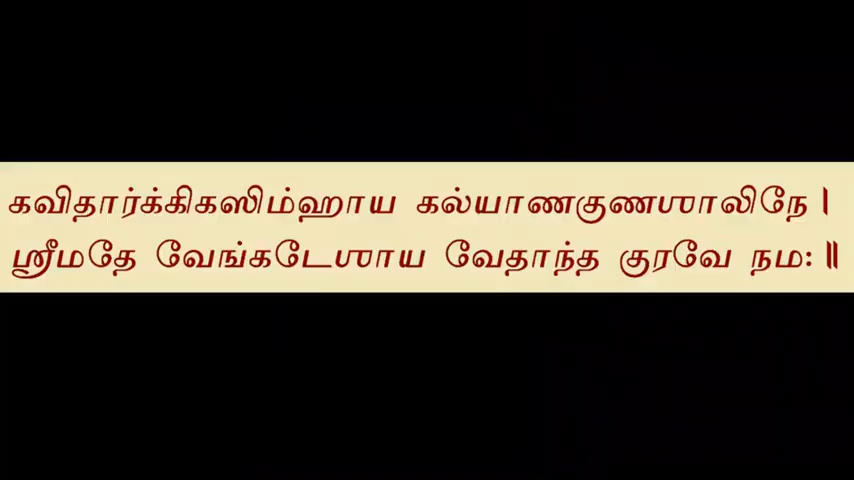 கவிதார்க்கிகஸிம்ஹாய கல்யாணகுணஶாலிநே |
ஶ்ரீமதே வேங்கடேஶாய வேதாந்த குரவே நம: ||